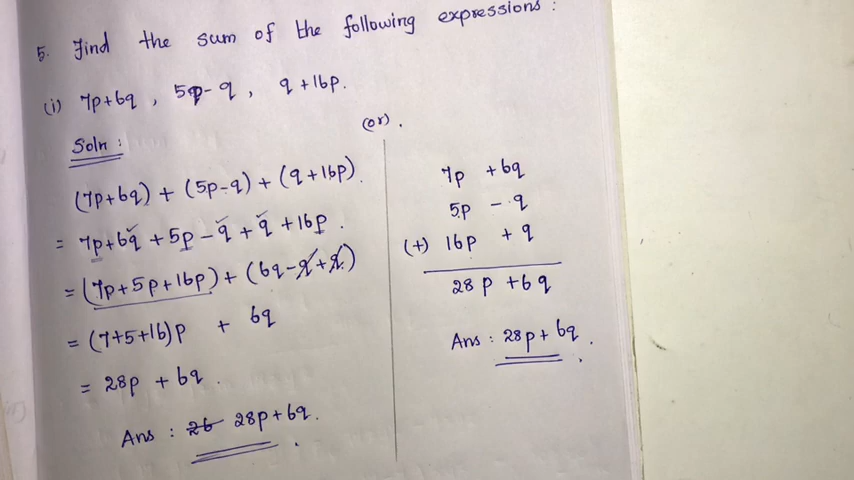 5. Find the sum of the following expressions :
(i) 7p+6q , 5p-q , q+16p.
Soln :
(7p+6q) + (5p-q) + (q+16p)
= 7p+6q+5p-q+q+16p.
= (7p+5p+16p) + (6q-q+q)
= (7+5+16)p + 6q
= 28p + 6q.
Ans : 26 28p+6q.
(or).
7p + 6q
5p - q
(+) 16p + q
28p + 6q
Ans : 28p+6q.